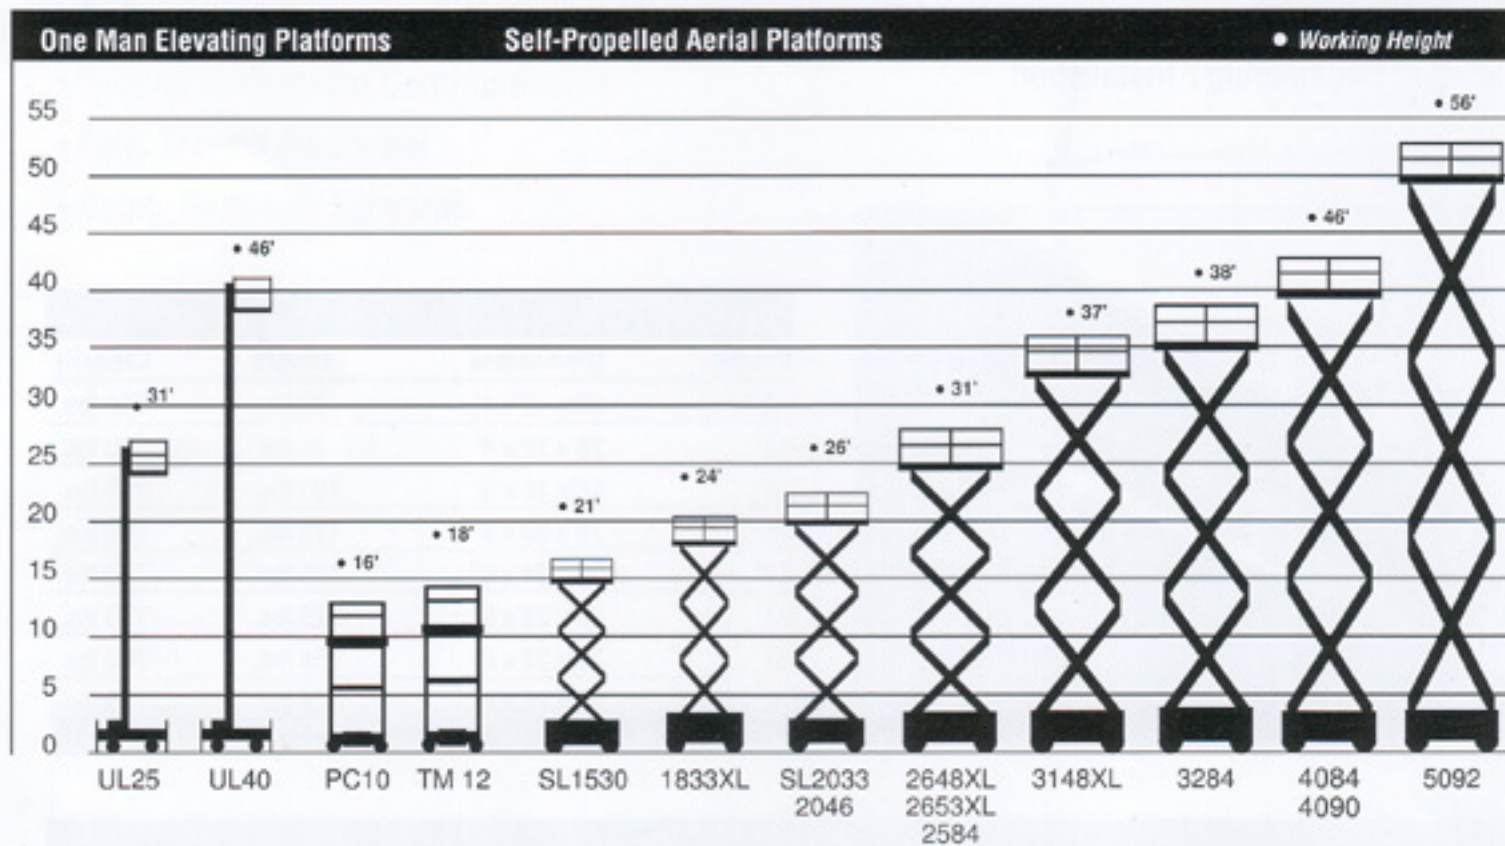 One Man Elevating Platforms
Self-Propelled Aerial Platforms
• Working Height
55
50
45
40
35
30
25
20
15
10
5
0
31'
46'
16'
18'
21'
24'
26'
31'
37'
38'
46'
56'
UL25
UL40
PC10
TM 12
SL1530
1833XL
SL2033
2046
2648XL
2653XL
2584
3148XL
3284
4084
4090
5092